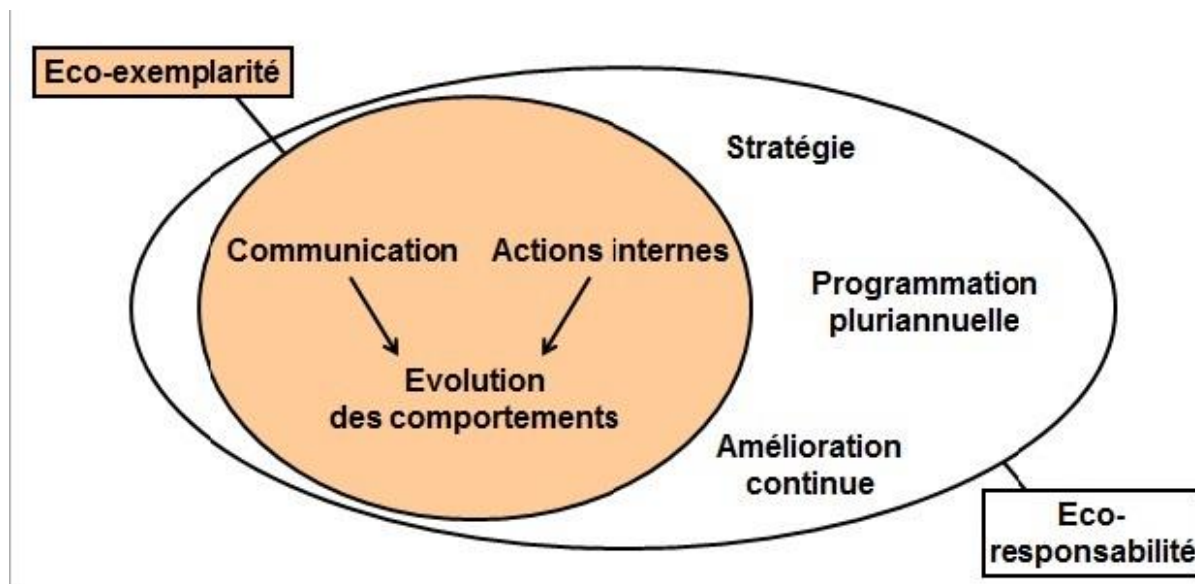 Eco-exemplarité
Stratégie
Communication
Actions internes
Programmation
pluriannuelle
Evolution
des comportements
Amélioration
continue
Eco-
responsabilité